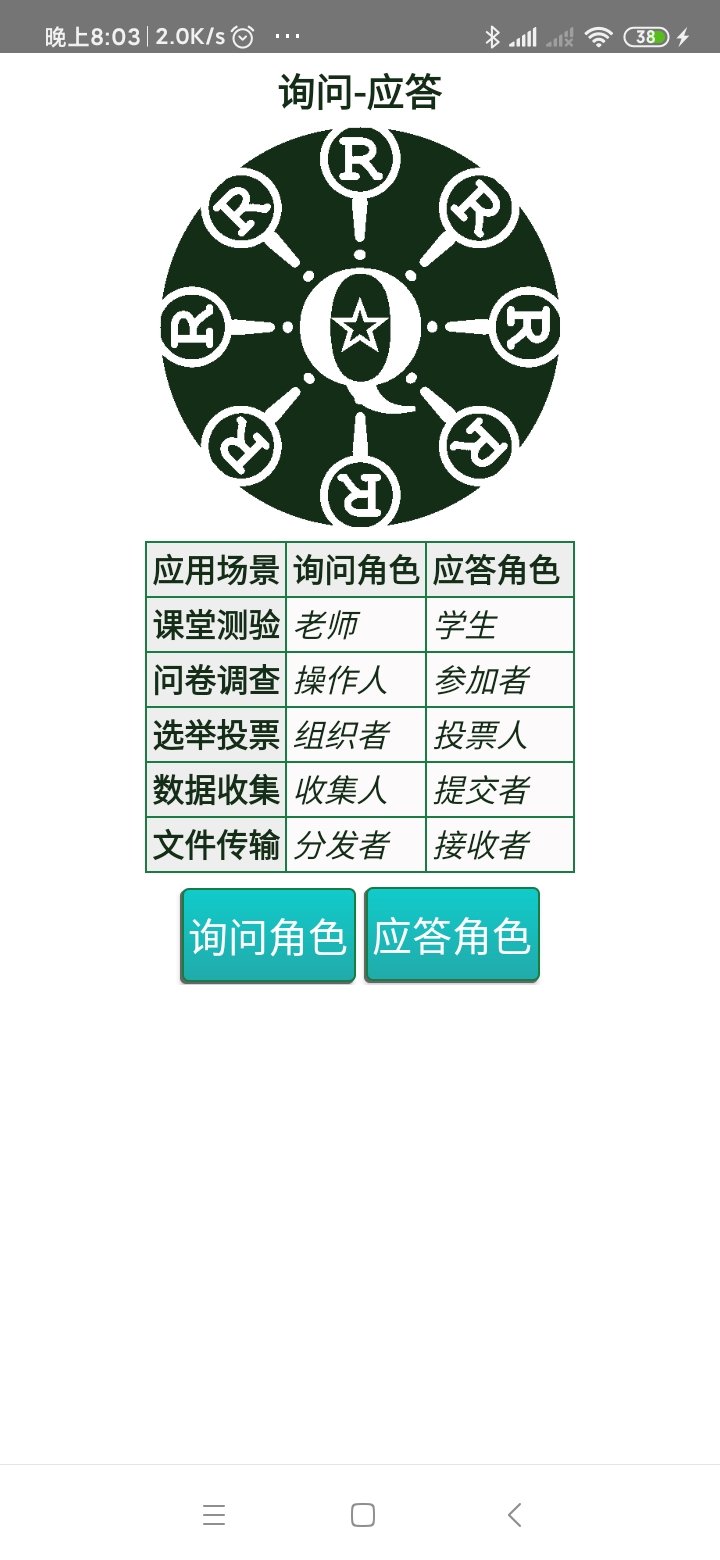 晚上8:03 2.0K/s ... 38
询问-应答
R
R R
R Q R
R R
R
应用场景 询问角色 应答角色
课堂测验 老师 学生
问卷调查 操作人 参加者
选举投票 组织者 投票人
数据收集 收集人 提交者
文件传输 分发者 接收者
询问角色 应答角色